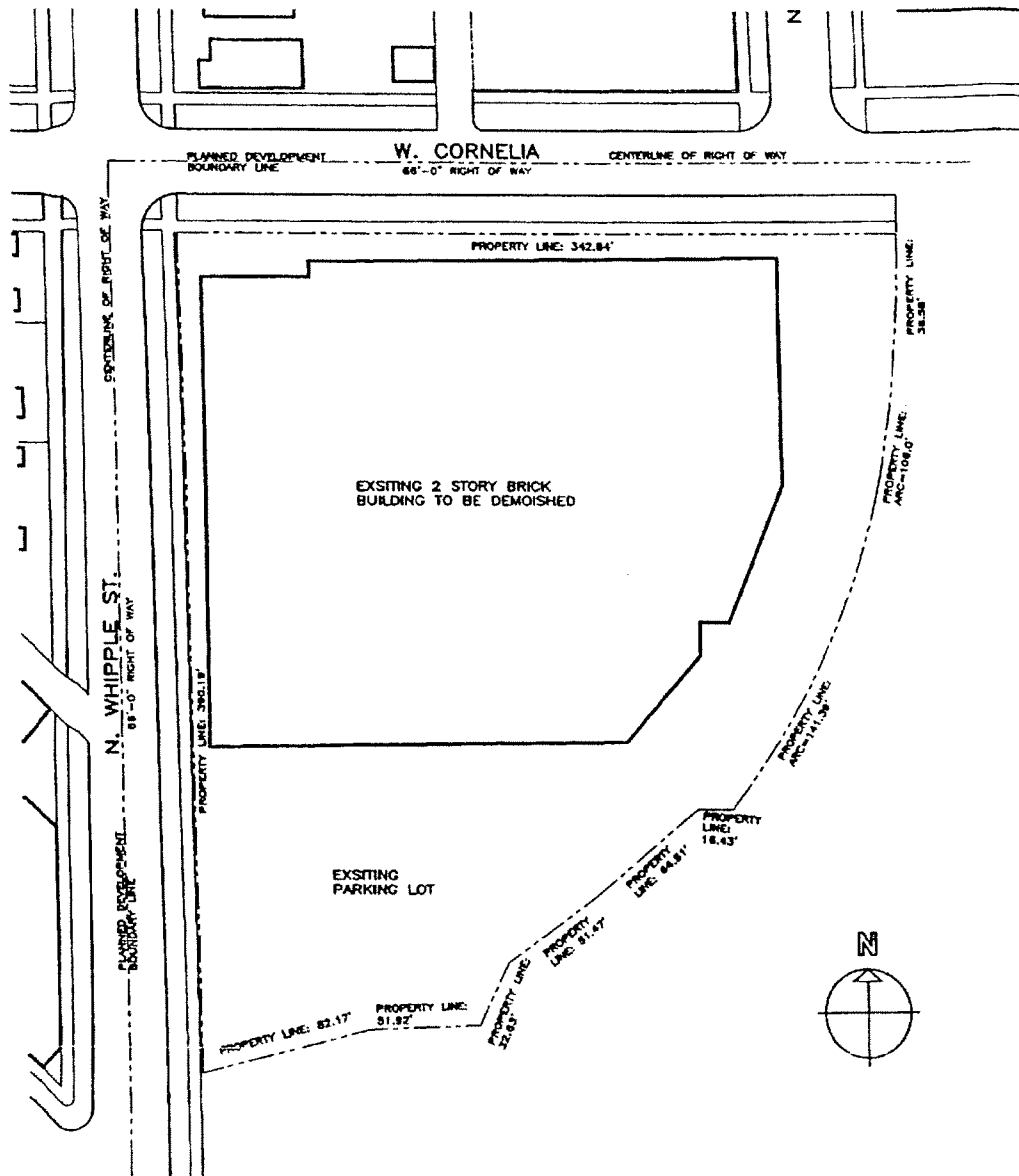 N
PLANNED DEVELOPMENT
BOUNDARY LINE
W. CORNELIA
66'-0" RIGHT OF WAY
CENTERLINE OF RIGHT OF WAY
CENTERLINE OF RIGHT OF WAY
PROPERTY LINE: 342.84'
PROPERTY LINE:
38.58'
PROPERTY LINE:
ARC=108.0'
EXSITING 2 STORY BRICK
BUILDING TO BE DEMOISHED
N. WHIPPLE ST.
66'-0" RIGHT OF WAY
PROPERTY LINE: 390.19'
PROPERTY LINE:
ARC=141.39'
PROPERTY
LINE:
16.43'
PROPERTY
LINE: 64.81'
EXSITING
PARKING LOT
PLANNED DEVELOPMENT
BOUNDARY LINE
PROPERTY
LINE: 51.47'
PROPERTY LINE:
32.63'
PROPERTY LINE:
51.92'
PROPERTY LINE: 82.17'
N